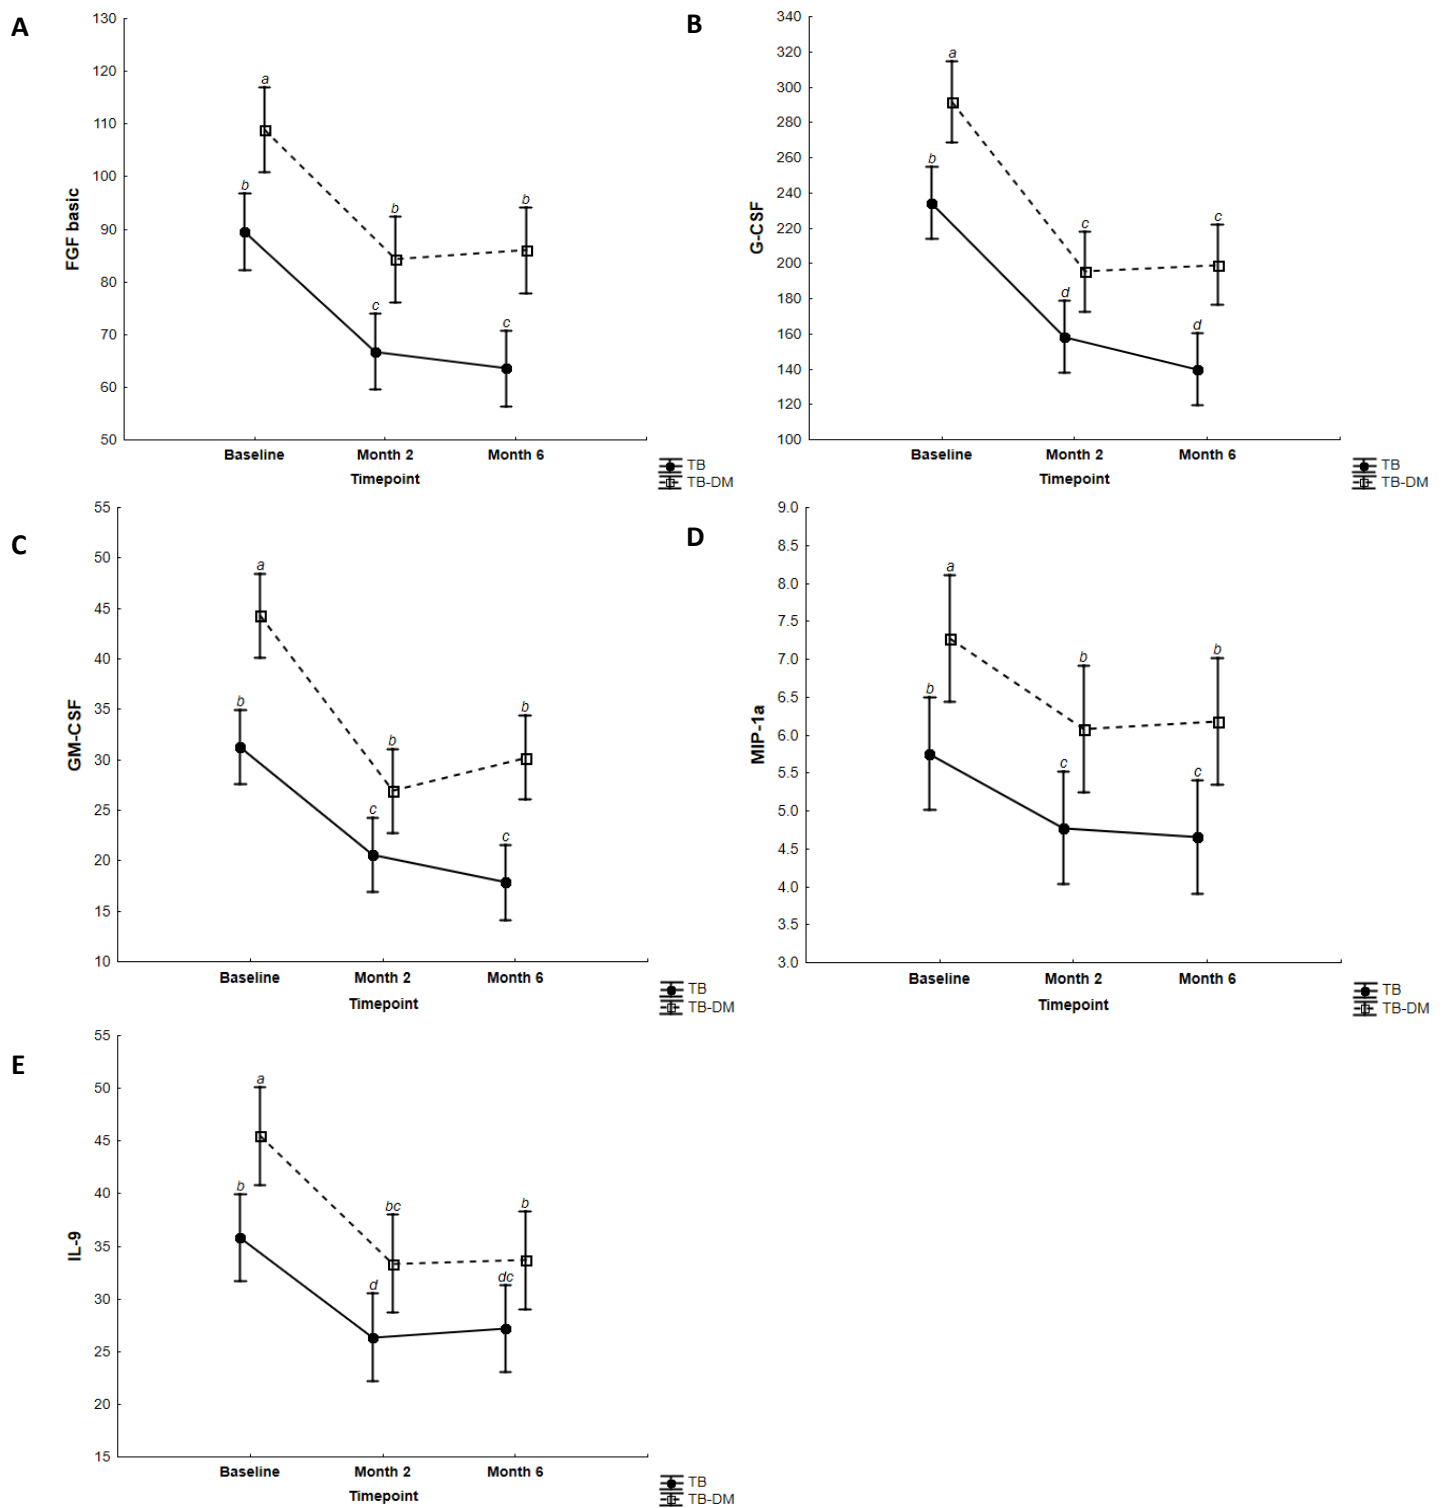 A
FGF basic
130
120
110
100
90
80
70
60
50
a
b
b
b
c
c
Baseline Month 2 Month 6
Timepoint
TB
TB-DM
B
G-CSF
340
320
300
280
260
240
220
200
180
160
140
120
100
a
b
c
c
d
d
Baseline Month 2 Month 6
Timepoint
TB
TB-DM
C
GM-CSF
55
50
45
40
35
30
25
20
15
10
a
b
b
b
c
c
Baseline Month 2 Month 6
Timepoint
TB
TB-DM
D
MIP-1a
9.0
8.5
8.0
7.5
7.0
6.5
6.0
5.5
5.0
4.5
4.0
3.5
3.0
a
b
b
b
c
c
Baseline Month 2 Month 6
Timepoint
TB
TB-DM
E
IL-9
55
50
45
40
35
30
25
20
15
a
b
bc
b
d
dc
Baseline Month 2 Month 6
Timepoint
TB
TB-DM